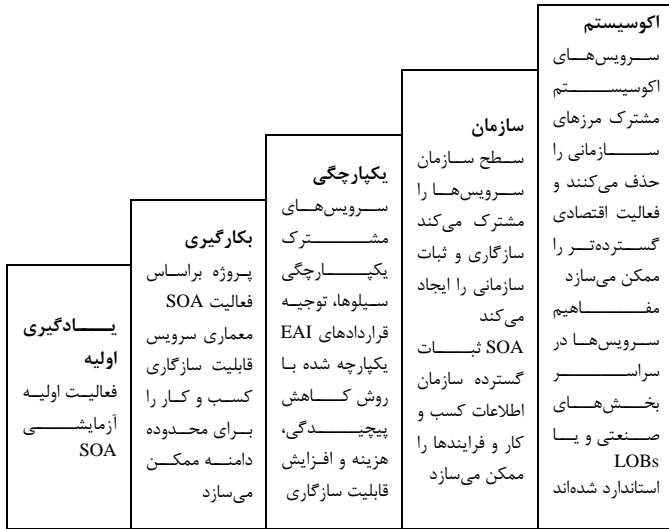 اکوسیستم
سرویس‌های
اکوسیستم
مشترک مرزهای
سازمانی را
حذف می‌کنند و
فعالیت اقتصادی
گسترده‌تر را
ممکن می‌سازد
مفاهیم
سرویس‌ها در
سراسر
بخش‌های
صنعتی و یا
LOBs
استاندارد شده‌اند
سازمان
سطح سازمان
سرویس‌ها را
مشترک می‌کند
سازگاری و ثبات
سازمانی را ایجاد
می‌کند
SOA ثبات
گسترده سازمان
اطلاعات کسب و
کار و فرایندها را
ممکن می‌سازد
یکپارچگی
سرویس‌های
مشترک
یکپارچگی
سیلوها، توجیه
قراردادهای EAI
یکپارچه شده با
روش کاهش
پیچیدگی،
هزینه و افزایش
قابلیت سازگاری
بکارگیری
پروژه براساس
فعالیت SOA
معماری سرویس
قابلیت سازگاری
کسب و کار را
برای محدوده
دامنه ممکن
می‌سازد
یادگیری
اولیه
فعالیت اولیه
آزمایشی
SOA